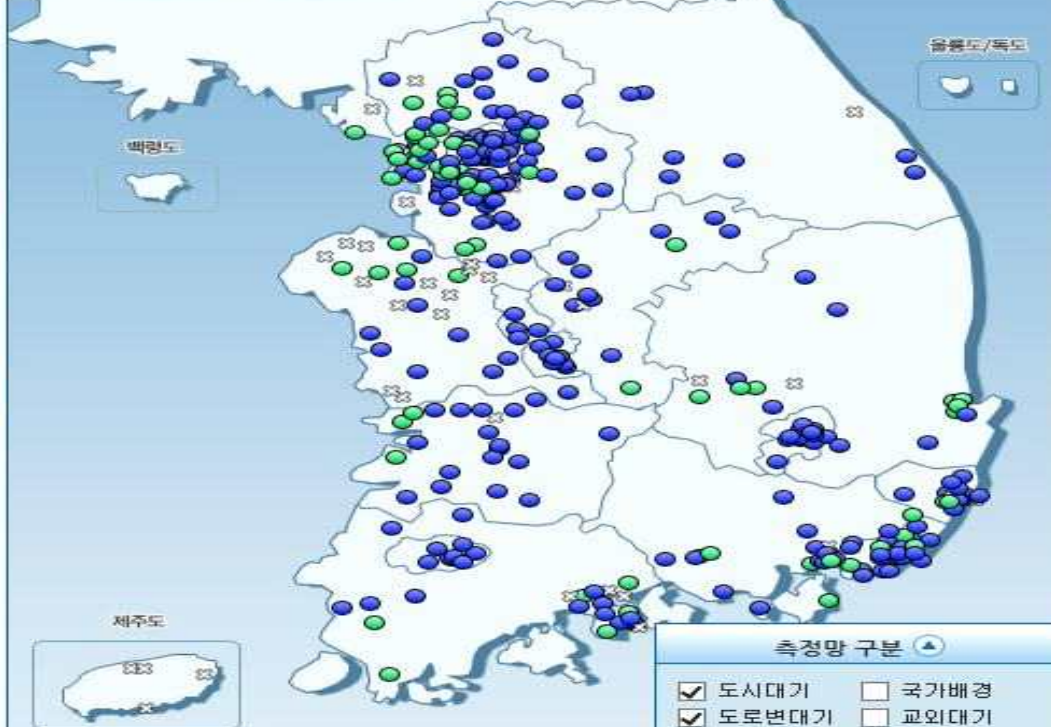 울릉도/독도
백령도
제주도
측정망 구분
도시대기 국가배경
도로변대기 교외대기